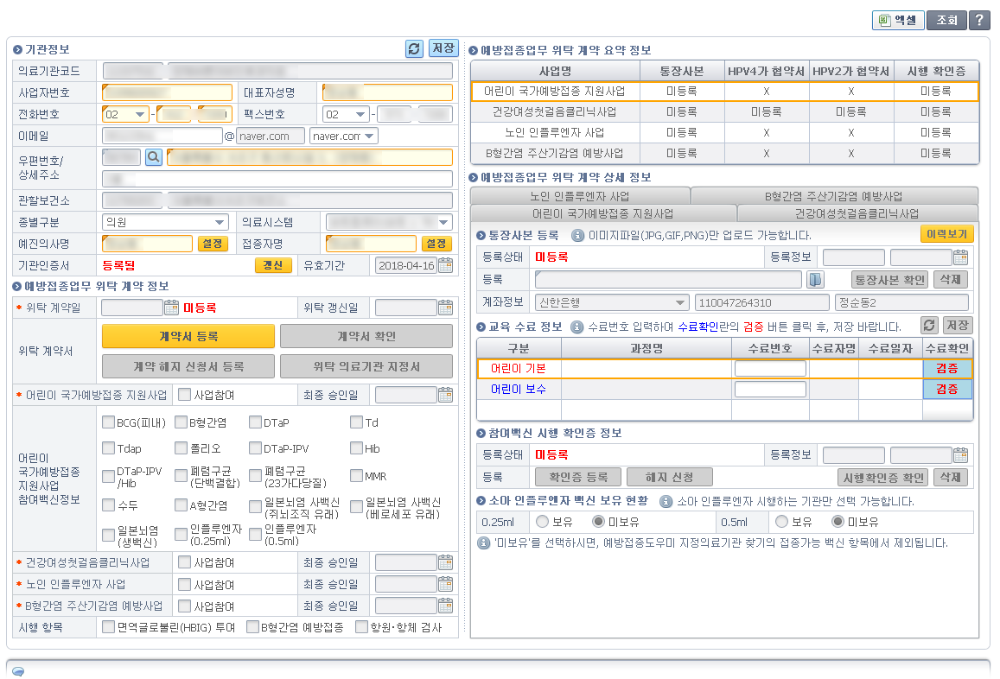 엑셀 조회 ?
기관정보 저장
의료기관코드
사업자번호 대표자성명
전화번호 02 - 팩스번호 02 -
이메일 @ naver.com naver.com
우편번호/
상세주소
관할보건소
종별구분 의원 의료시스템
예진의사명 설정 접종자명 설정
기관인증서 등록됨 갱신 유효기간 2018-04-16
예방접종업무 위탁 계약 정보
* 위탁 계약일 미등록 위탁 갱신일
위탁 계약서 계약서 등록 계약서 확인
계약 해지 신청서 등록 위탁 의료기관 지정서
* 어린이 국가예방접종 지원사업 사업참여 최종 승인일
어린이
국가예방접종
지원사업
참여백신정보
BCG(피내) B형간염 DTaP Td
Tdap 폴리오 DTaP-IPV Hib
DTaP-IPV
/Hib
폐렴구균
(단백결합)
폐렴구균
(23가다당질)
MMR
수두 A형간염
일본뇌염 사백신
(쥐뇌조직 유래)
일본뇌염 사백신
(베로세포 유래)
일본뇌염
(생백신)
인플루엔자
(0.25ml)
인플루엔자
(0.5ml)
* 건강여성첫걸음클리닉사업 사업참여 최종 승인일
* 노인 인플루엔자 사업 사업참여 최종 승인일
* B형간염 주산기감염 예방사업 사업참여 최종 승인일
시행 항목 면역글로불린(HBIG) 투여 B형간염 예방접종 항원·항체 검사
예방접종업무 위탁 계약 요약 정보
사업명 통장사본 HPV4가 협약서 HPV2가 협약서 시행 확인증
어린이 국가예방접종 지원사업 미등록 X X 미등록
건강여성첫걸음클리닉사업 미등록 미등록 미등록 미등록
노인 인플루엔자 사업 미등록 X X 미등록
B형간염 주산기감염 예방사업 미등록 X X 미등록
예방접종업무 위탁 계약 상세 정보
노인 인플루엔자 사업 B형간염 주산기감염 예방사업
어린이 국가예방접종 지원사업 건강여성첫걸음클리닉사업
통장사본 등록 이미지파일(JPG,GIF,PNG)만 업로드 가능합니다. 이력보기
등록상태 미등록 등록정보
등록 통장사본 확인 삭제
계좌정보 신한은행 110047264310 정순동2
교육 수료 정보 수료번호 입력하여 수료확인란의 검증 버튼 클릭 후, 저장 바랍니다. 저장
구분 과정명 수료번호 수료자명 수료일자 수료확인
어린이 기본 검증
어린이 보수 검증
참여백신 시행 확인증 정보
등록상태 미등록 등록정보
등록 확인증 등록 해지 신청 시행확인증 확인 삭제
소아 인플루엔자 백신 보유 현황 소아 인플루엔자 시행하는 기관만 선택 가능합니다.
0.25ml 보유 미보유 0.5ml 보유 미보유
'미보유'를 선택하시면, 예방접종도우미 지정의료기관 찾기의 접종가능 백신 항목에서 제외됩니다.